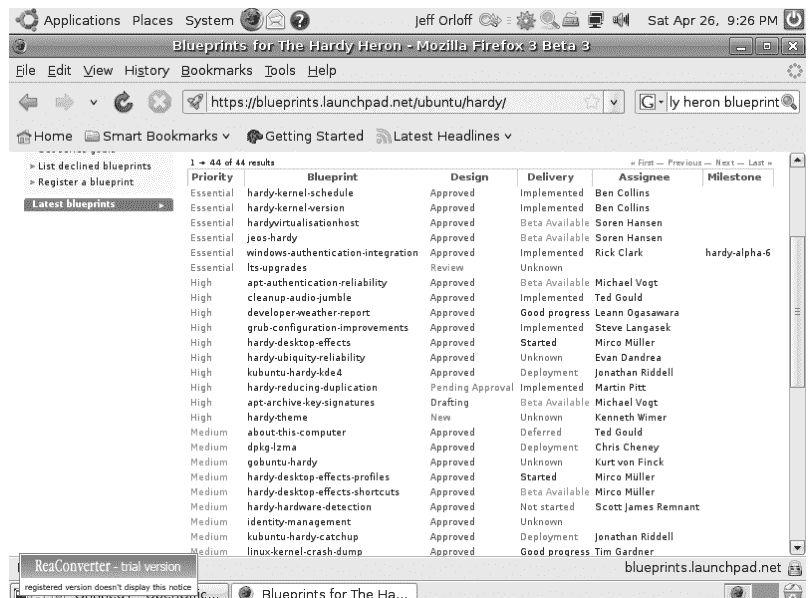 Applications Places System Jeff Orloff Sat Apr 26, 9:26 PM
Blueprints for The Hardy Heron - Mozilla Firefox 3 Beta 3
File Edit View History Bookmarks Tools Help
https://blueprints.launchpad.net/ubuntu/hardy/ G ly heron blueprint
Home Smart Bookmarks Getting Started Latest Headlines
» List declined blueprints
» Register a blueprint
Latest blueprints
1 → 44 of 44 results « First — Previous — Next — Last »
Priority Blueprint Design Delivery Assignee Milestone
Essential hardy-kernel-schedule Approved Implemented Ben Collins
Essential hardy-kernel-version Approved Implemented Ben Collins
Essential hardyvirtualisationhost Approved Beta Available Soren Hansen
Essential jeos-hardy Approved Beta Available Soren Hansen
Essential windows-authentication-integration Approved Implemented Rick Clark hardy-alpha-6
Essential lts-upgrades Review Unknown
High apt-authentication-reliability Approved Beta Available Michael Vogt
High cleanup-audio-jumble Approved Implemented Ted Gould
High developer-weather-report Approved Good progress Leann Ogasawara
High grub-configuration-improvements Approved Implemented Steve Langasek
High hardy-desktop-effects Approved Started Mirco Müller
High hardy-ubiquity-reliability Approved Unknown Evan Dandrea
High kubuntu-hardy-kde4 Approved Deployment Jonathan Riddell
High hardy-reducing-duplication Pending Approval Implemented Martin Pitt
High apt-archive-key-signatures Drafting Beta Available Michael Vogt
High hardy-theme New Unknown Kenneth Wimer
Medium about-this-computer Approved Deferred Ted Gould
Medium dpkg-lzma Approved Deployment Chris Cheney
Medium gobuntu-hardy Approved Unknown Kurt von Finck
Medium hardy-desktop-effects-profiles Approved Started Mirco Müller
Medium hardy-desktop-effects-shortcuts Approved Beta Available Mirco Müller
Medium hardy-hardware-detection Approved Not started Scott James Remnant
Medium identity-management Approved Unknown
Medium kubuntu-hardy-catchup Approved Deployment Jonathan Riddell
Medium linux-kernel-crash-dump Approved Good progress Tim Gardner
ReaConverter - trial version
blueprints.launchpad.net
registered version doesn't display this notice
Blueprints for The Ha...